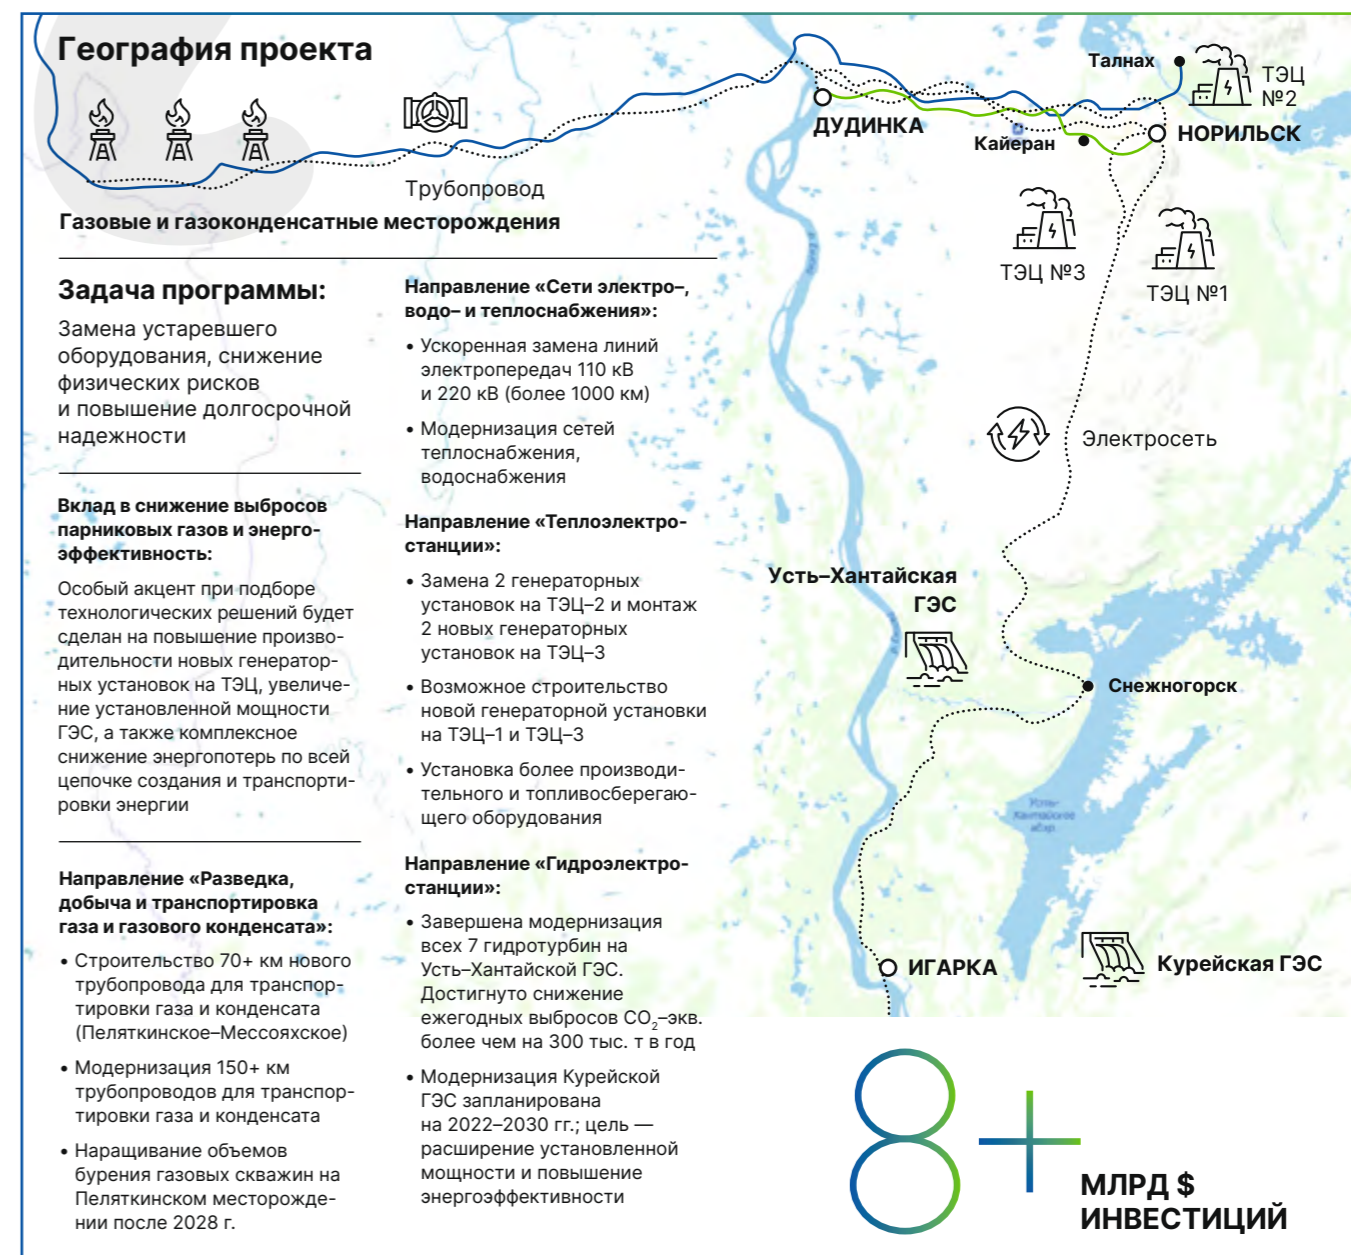 География проекта
Трубопровод
Газовые и газоконденсатные месторождения
Талнах
ТЭЦ
№2
ДУДИНКА
Кайеран
НОРИЛЬСК
ТЭЦ №3
ТЭЦ №1
Электросеть
Усть–Хантайская
ГЭС
Снежногорск
Усть-
Хантайское
вдхр.
ИГАРКА
Курейская ГЭС
Задача программы:
Замена устаревшего
оборудования, снижение
физических рисков
и повышение долгосрочной
надежности
Вклад в снижение выбросов
парниковых газов и энерго-
эффективность:
Особый акцент при подборе
технологических решений будет
сделан на повышение произво-
дительности новых генератор-
ных установок на ТЭЦ, увеличе-
ние установленной мощности
ГЭС, а также комплексное
снижение энергопотерь по всей
цепочке создания и транспорти-
ровки энергии
Направление «Разведка,
добыча и транспортировка
газа и газового конденсата»:
• Строительство 70+ км нового
трубопровода для транспор-
тировки газа и конденсата
(Пеляткинское–Мессояхское)
• Модернизация 150+ км
трубопроводов для транспор-
тировки газа и конденсата
• Наращивание объемов
бурения газовых скважин на
Пеляткинском месторожде-
нии после 2028 г.
Направление «Сети электро–,
водо– и теплоснабжения»:
• Ускоренная замена линий
электропередач 110 кВ
и 220 кВ (более 1000 км)
• Модернизация сетей
теплоснабжения,
водоснабжения
Направление «Теплоэлектро-
станции»:
• Замена 2 генераторных
установок на ТЭЦ–2 и монтаж
2 новых генераторных
установок на ТЭЦ–3
• Возможное строительство
новой генераторной установки
на ТЭЦ–1 и ТЭЦ–3
• Установка более производи-
тельного и топливосберегаю-
щего оборудования
Направление «Гидроэлектро-
станции»:
• Завершена модернизация
всех 7 гидротурбин на
Усть–Хантайской ГЭС.
Достигнуто снижение
ежегодных выбросов CO₂–экв.
более чем на 300 тыс. т в год
• Модернизация Курейской
ГЭС запланирована
на 2022–2030 гг.; цель —
расширение установленной
мощности и повышение
энергоэффективности
8+
МЛРД $
ИНВЕСТИЦИЙ